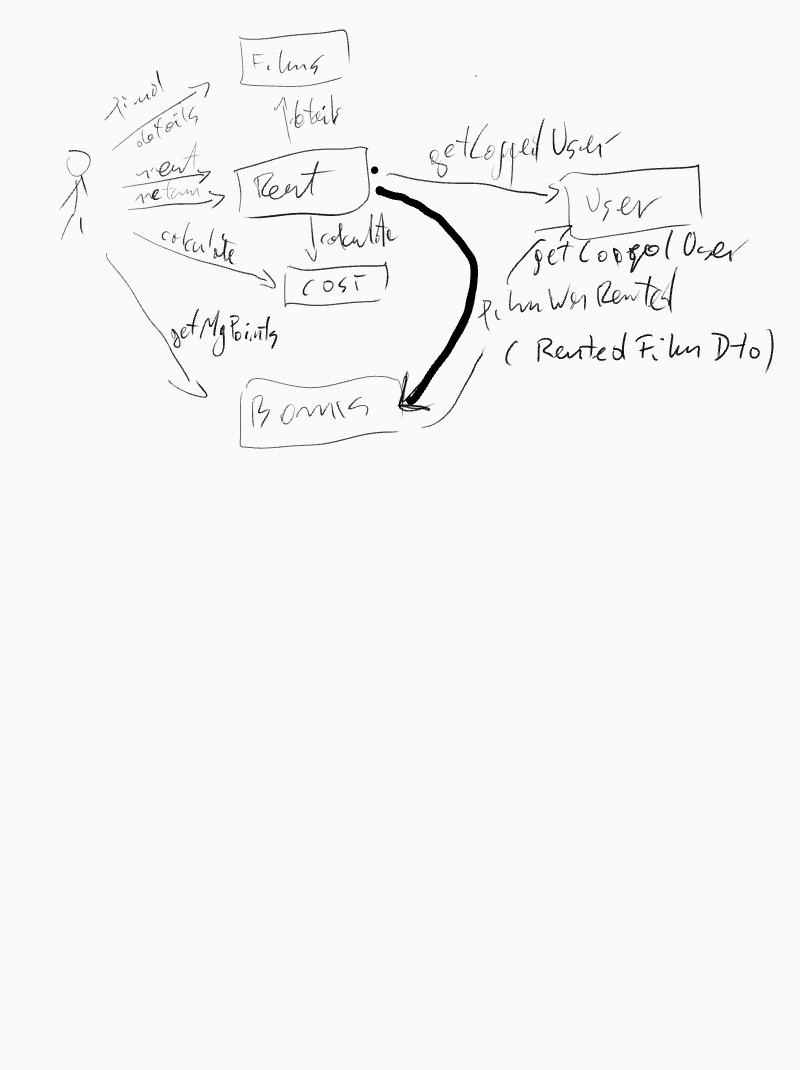 Films
find
details
details
rent
Rent
return
getLoggedUser
User
calculate
calculate
cost
getLoggedUser
getMyPoints
filmWasRented
(RentedFilmDto)
Bonus